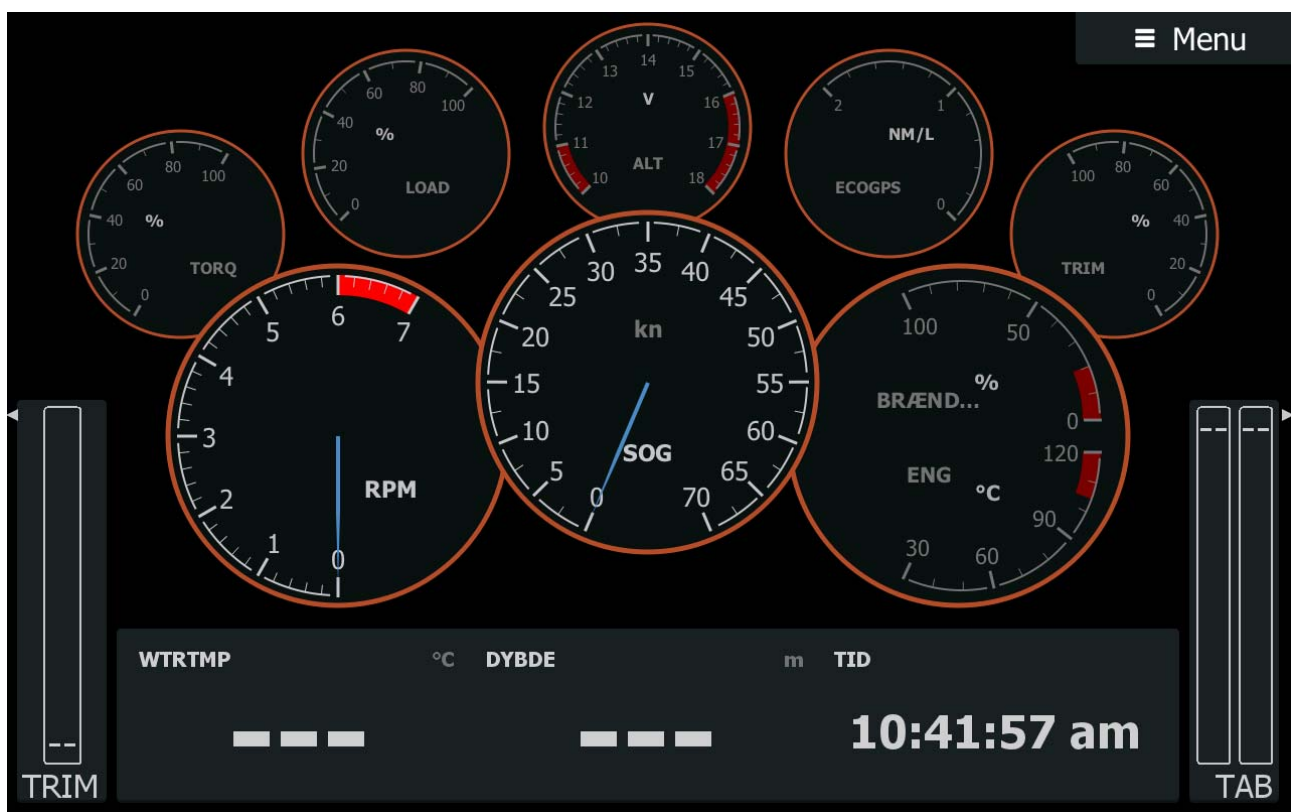 ≡ Menu
0 20 40 60 80 100
%
TORQ
0 20 40 60 80 100
%
LOAD
10 11 12 13 14 15 16 17 18
V
ALT
2 1 0
NM/L
ECOGPS
100 80 60 40 20 0
%
TRIM
0 1 2 3 4 5 6 7
RPM
0 5 10 15 20 25 30 35 40 45 50 55 60 65 70
kn
SOG
100 50 0
%
BRÆND...
120 90 60 30
ENG
°C
TRIM
--
WTRTMP °C
---
DYBDE m
---
TID
10:41:57 am
-- --
TAB